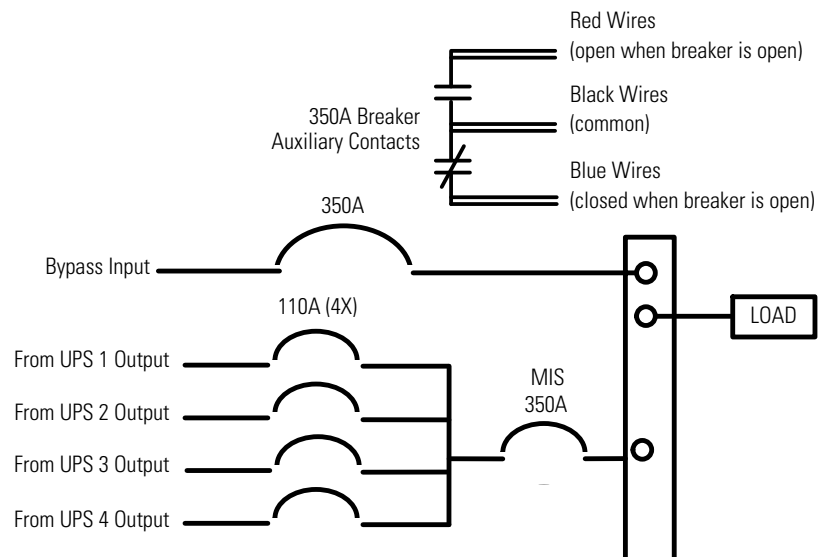 Red Wires
(open when breaker is open)
Black Wires
(common)
350A Breaker
Auxiliary Contacts
Blue Wires
(closed when breaker is open)
350A
Bypass Input
110A (4X)
LOAD
From UPS 1 Output
MIS
350A
From UPS 2 Output
From UPS 3 Output
From UPS 4 Output